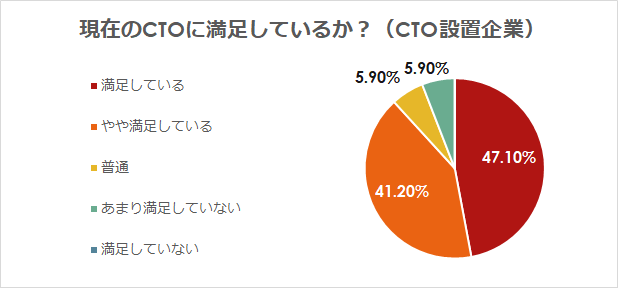 現在のCTOに満足しているか？（CTO設置企業）
満足している
やや満足している
普通
あまり満足していない
満足していない
5.90%
5.90%
47.10%
41.20%